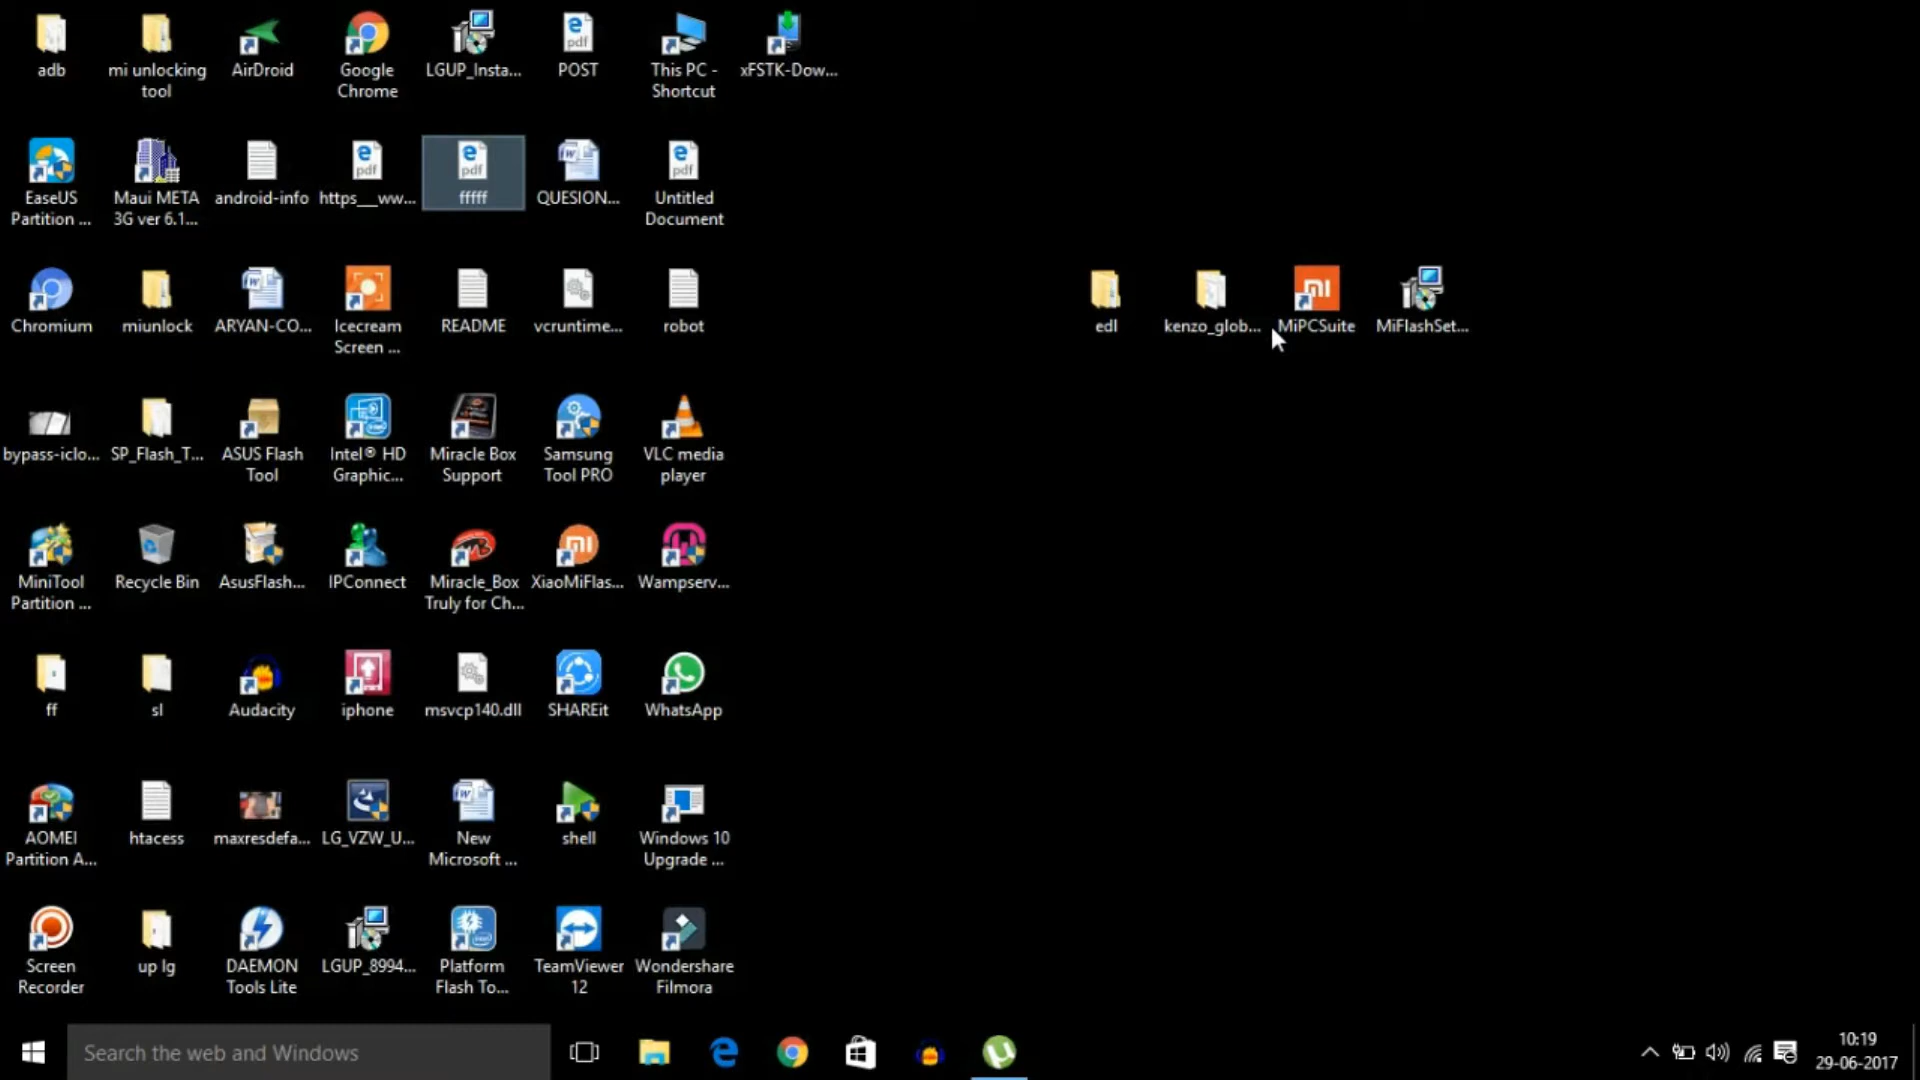 adb
mi unlocking
tool
AirDroid
Google
Chrome
LGUP_Insta...
POST
This PC -
Shortcut
xFSTK-Dow...
EaseUS
Partition ...
Maui META
3G ver 6.1...
android-info
https__ww...
fffff
QUESION...
Untitled
Document
Chromium
miunlock
ARYAN-CO...
Icecream
Screen ...
README
vcruntime...
robot
edl
kenzo_glob...
MiPCSuite
MiFlashSet...
bypass-iclo...
SP_Flash_T...
ASUS Flash
Tool
Intel® HD
Graphic...
Miracle Box
Support
Samsung
Tool PRO
VLC media
player
MiniTool
Partition ...
Recycle Bin
AsusFlash...
IPConnect
Miracle_Box
Truly for Ch...
XiaoMiFlas...
Wampserv...
ff
sl
Audacity
iphone
msvcp140.dll
SHAREit
WhatsApp
AOMEI
Partition A...
htacess
maxresdefa...
LG_VZW_U...
New
Microsoft ...
shell
Windows 10
Upgrade ...
Screen
Recorder
up lg
DAEMON
Tools Lite
LGUP_8994...
Platform
Flash To...
TeamViewer
12
Wondershare
Filmora
Search the web and Windows
10:19
29-06-2017